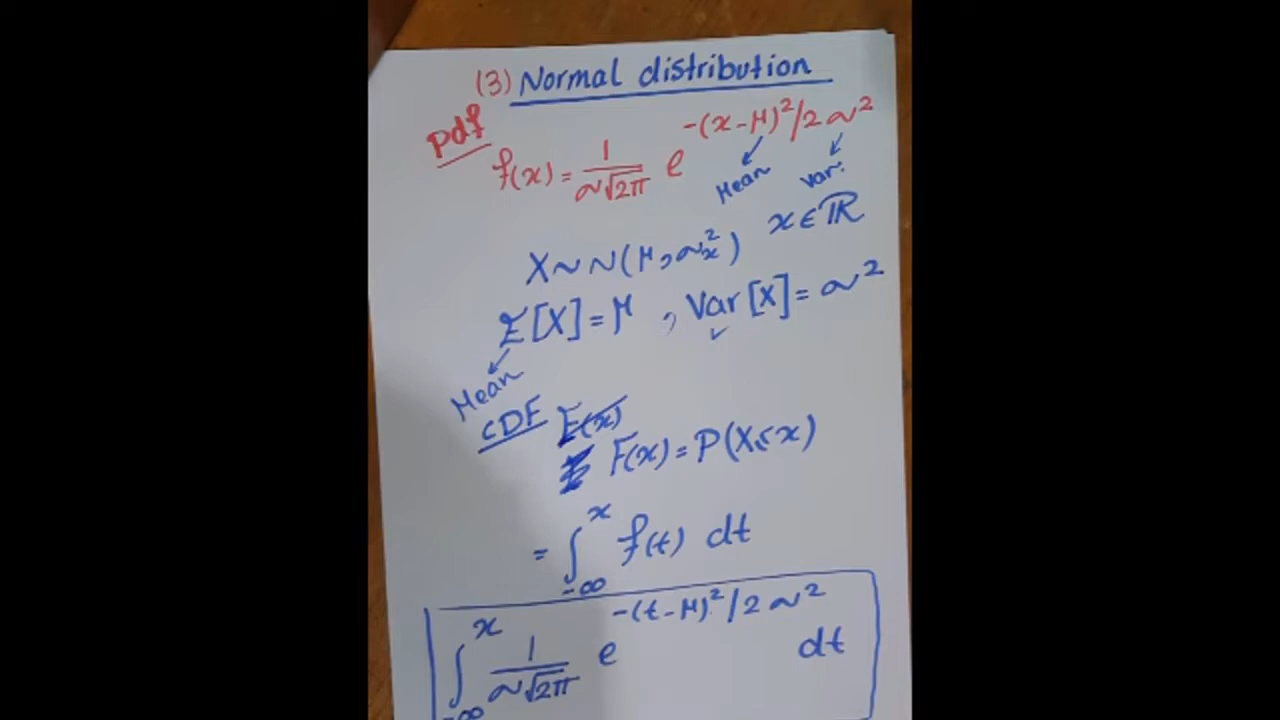 (3) Normal distribution
pdf
f(x) = 1/(σ√2π) e^(-(x-μ)²/2σ²)
Mean
Var.
X ~ N(μ, σₓ²) x ∈ ℝ
E[X] = μ , Var[X] = σ²
Mean
CDF E(x)
F(x) = P(X ≤ x)
= ∫_{-∞}^{x} f(t) dt
∫_{-∞}^{x} 1/(σ√2π) e^(-(t-μ)²/2σ²) dt